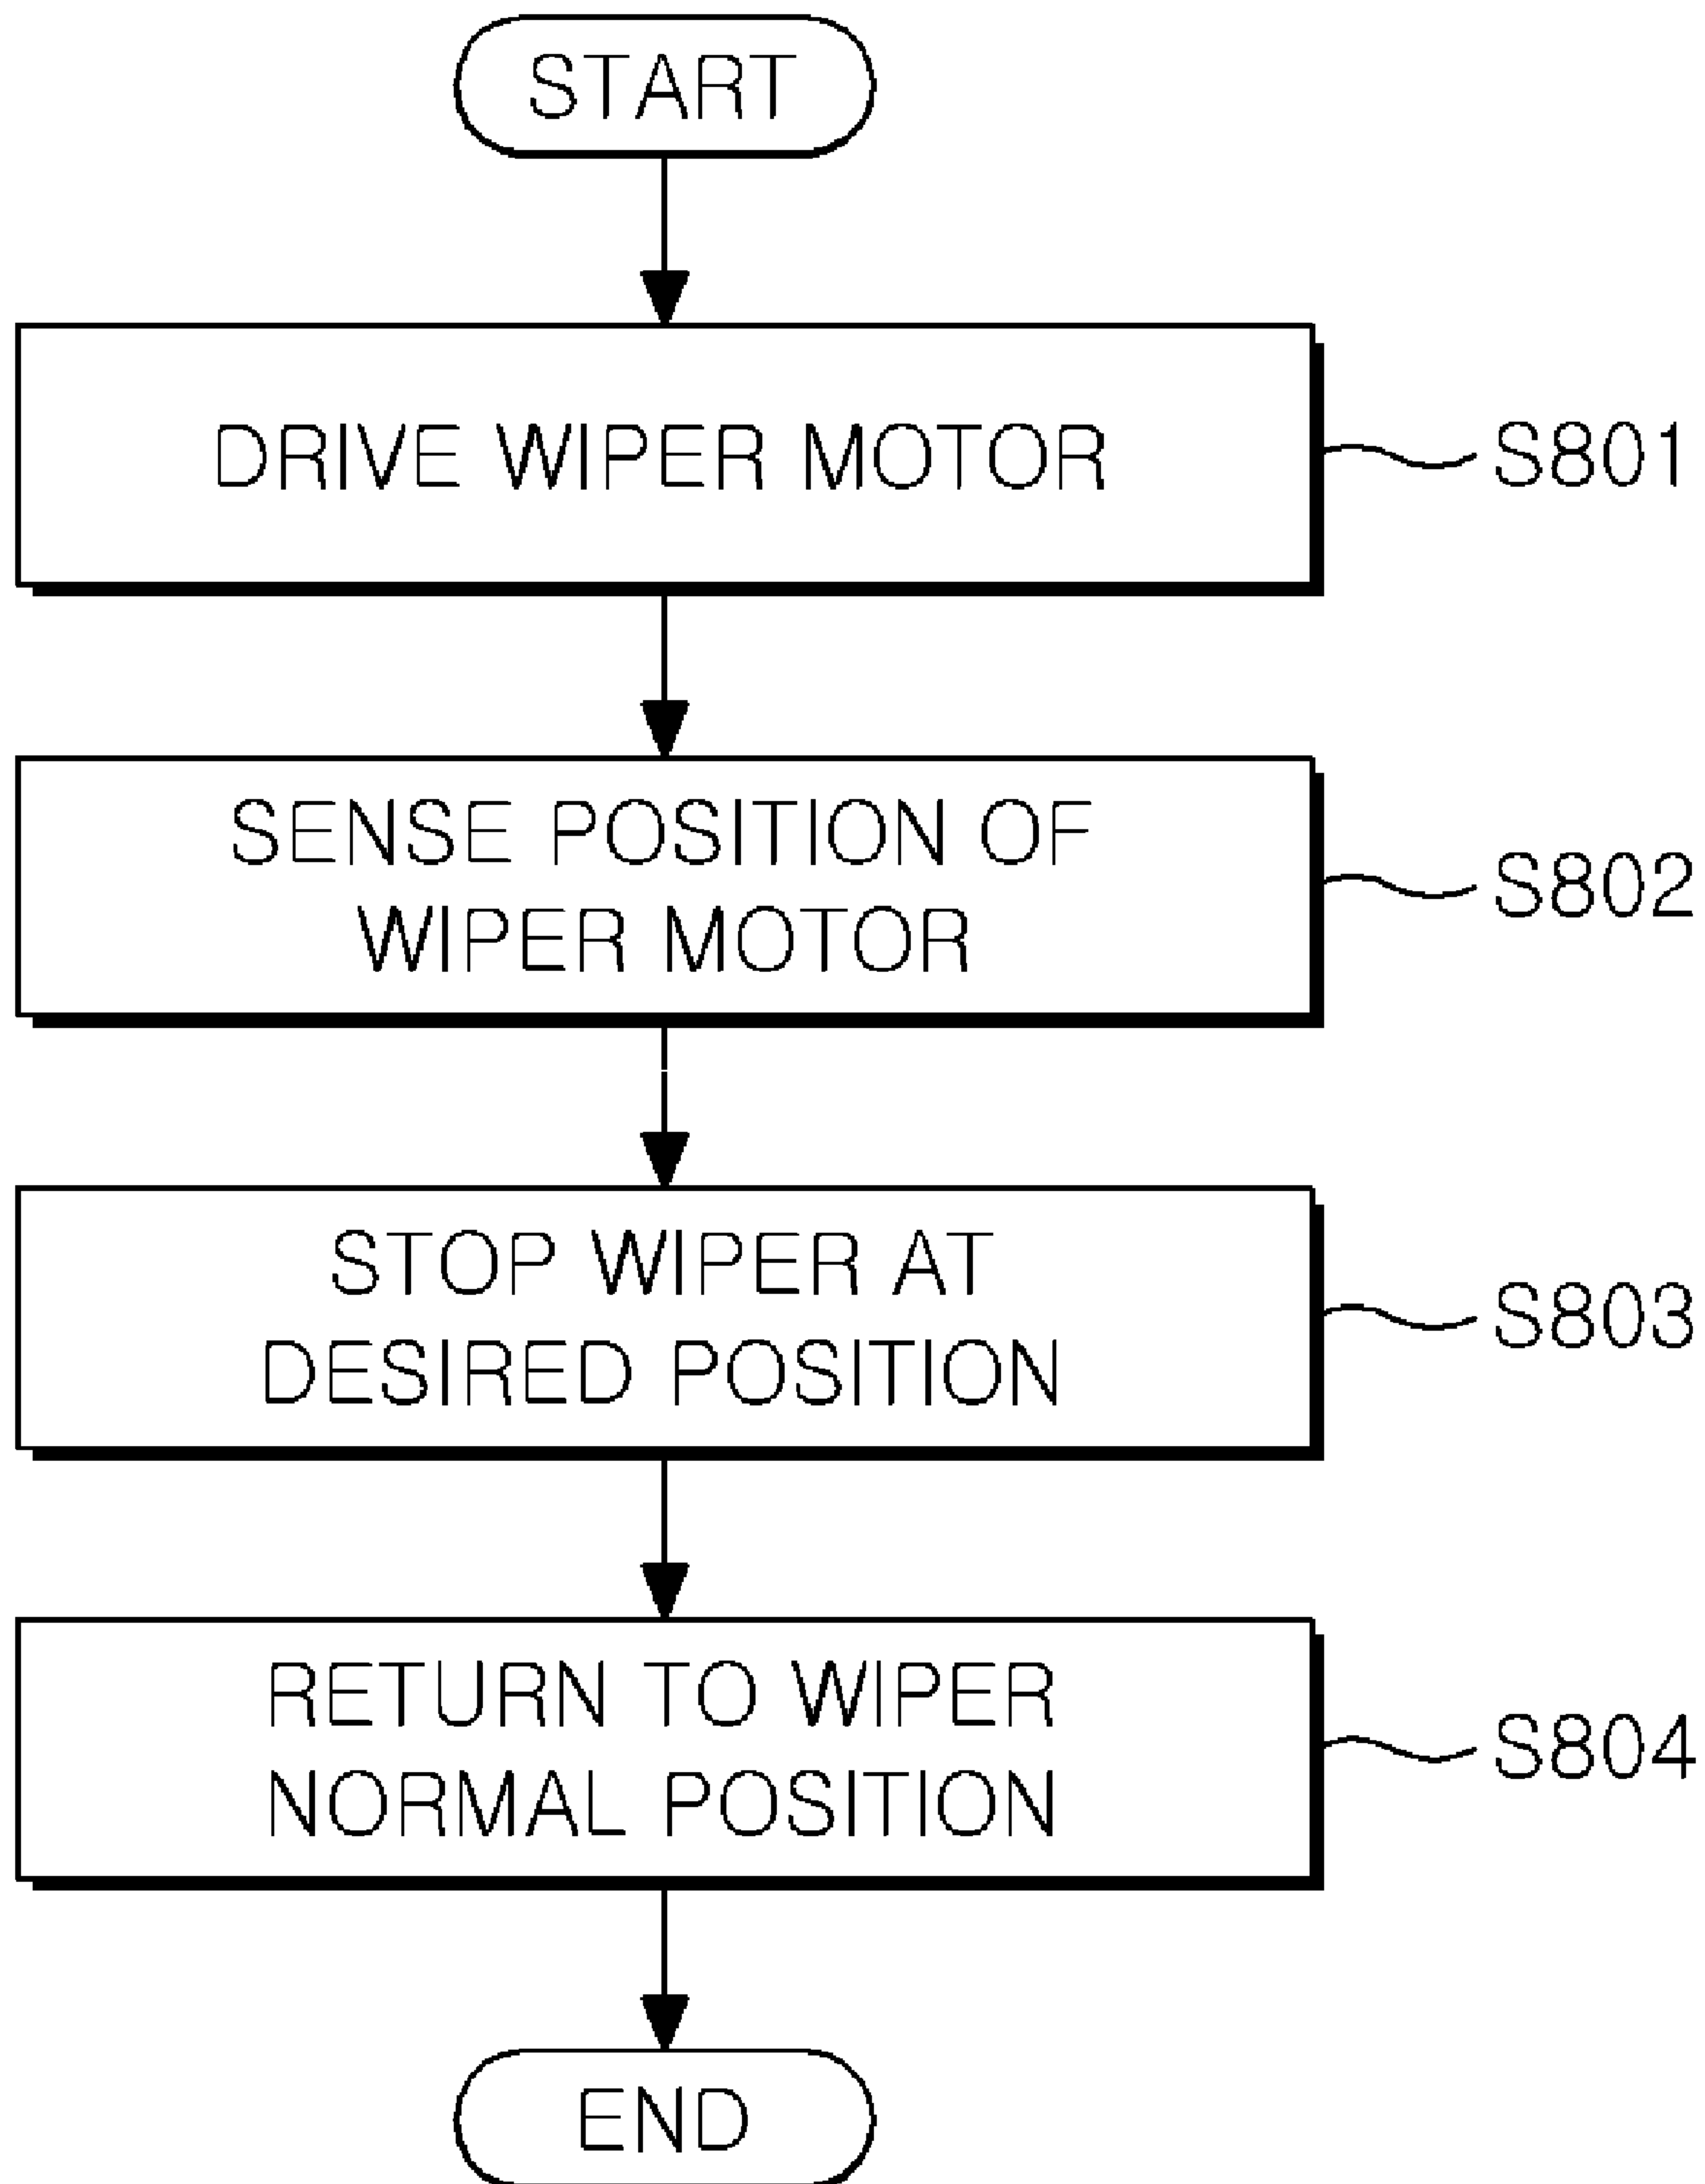 START
DRIVE WIPER MOTOR
S801
SENSE POSITION OF
WIPER MOTOR
S802
STOP WIPER AT
DESIRED POSITION
S803
RETURN TO WIPER
NORMAL POSITION
S804
END